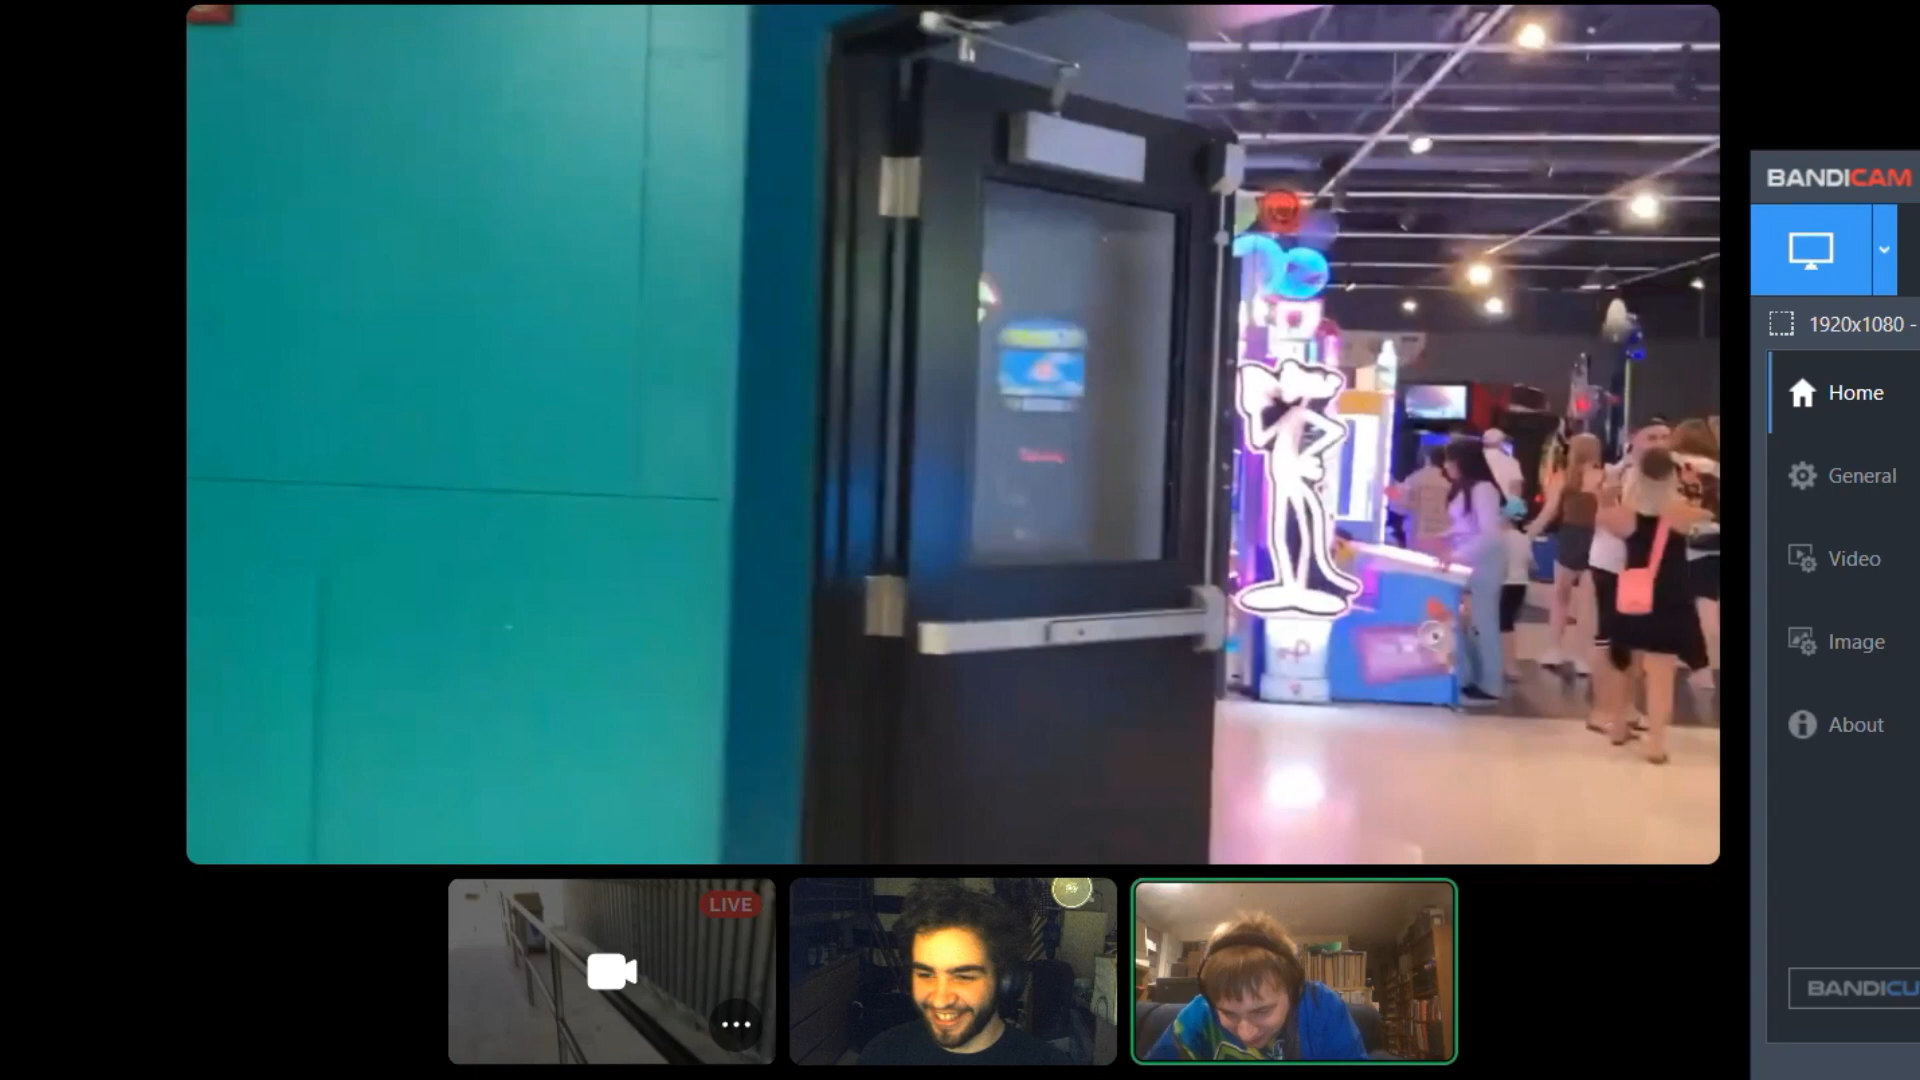 BANDICAM
1920x1080 -
Home
General
Video
Image
About
LIVE
BANDICU